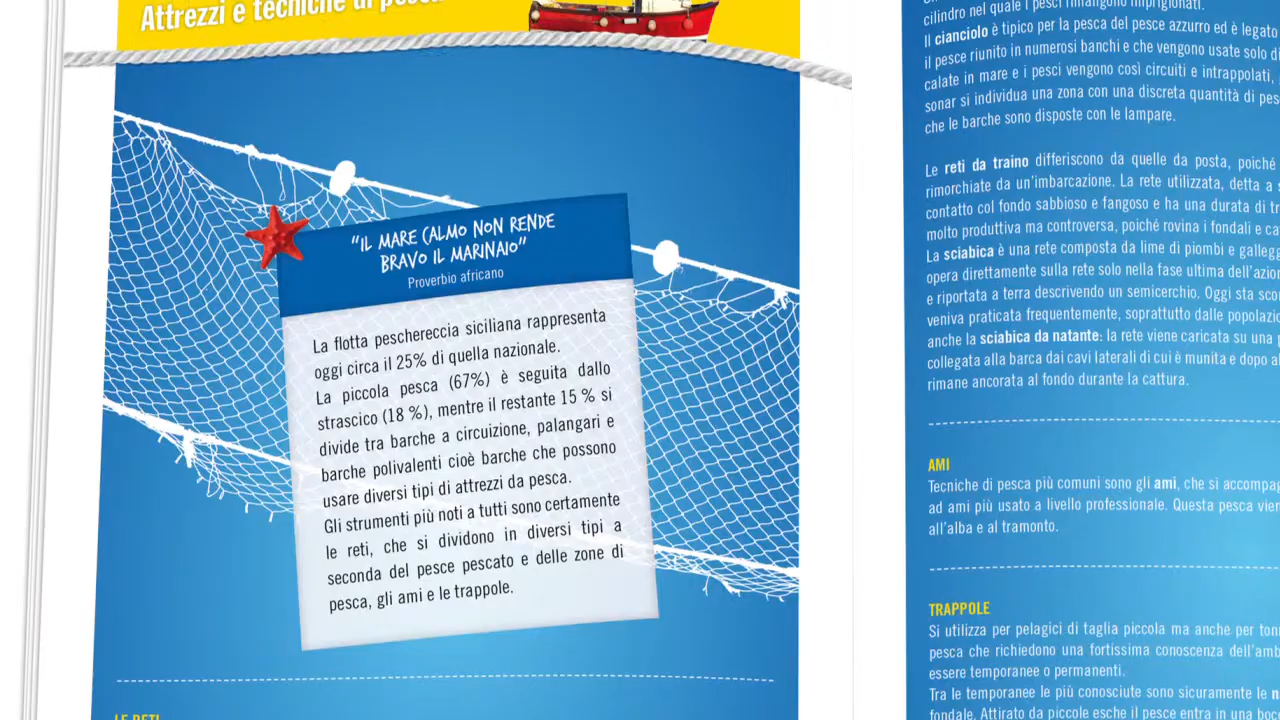 Attrezzi e tecniche di pesca
"IL MARE CALMO NON RENDE
BRAVO IL MARINAIO"
Proverbio africano
La flotta peschereccia siciliana rappresenta
oggi circa il 25% di quella nazionale.
La piccola pesca (67%) è seguita dallo
strascico (18 %), mentre il restante 15 % si
divide tra barche a circuizione, palangari e
barche polivalenti cioè barche che possono
usare diversi tipi di attrezzi da pesca.
Gli strumenti più noti a tutti sono certamente
le reti, che si dividono in diversi tipi a
seconda del pesce pescato e delle zone di
pesca, gli ami e le trappole.
LE RETI
cilindro nel quale i pesci rimangono imprigionati.
Il cianciolo è tipico per la pesca del pesce azzurro ed è legato
il pesce riunito in numerosi banchi e che vengono usate solo di
calate in mare e i pesci vengono così circuiti e intrappolati,
sonar si individua una zona con una discreta quantità di
che le barche sono disposte con le lampare.
Le reti da traino differiscono da quelle da posta, poiché
rimorchiate da un'imbarcazione. La rete utilizzata, detta a
contatto col fondo sabbioso e fangoso e ha una durata di
molto produttiva ma controversa, poiché rovina i fondali e
La sciabica è una rete composta da lime di piombi e
opera direttamente sulla rete solo nella fase ultima
e riportata a terra descrivendo un semicerchio. Oggi sta
veniva praticata frequentemente, soprattutto dalle
anche la sciabica da natante: la rete viene caricata su una
collegata alla barca dai cavi laterali di cui è munita e dopo
rimane ancorata al fondo durante la cattura.
AMI
Tecniche di pesca più comuni sono gli ami, che si
ad ami più usato a livello professionale. Questa pesca
all'alba e al tramonto.
TRAPPOLE
Si utilizza per pelagici di taglia piccola ma anche per
pesca che richiedono una fortissima conoscenza
essere temporanee o permanenti.
Tra le temporanee le più conosciute sono sicuramente le
fondale. Attirato da piccole esche il pesce entra in una